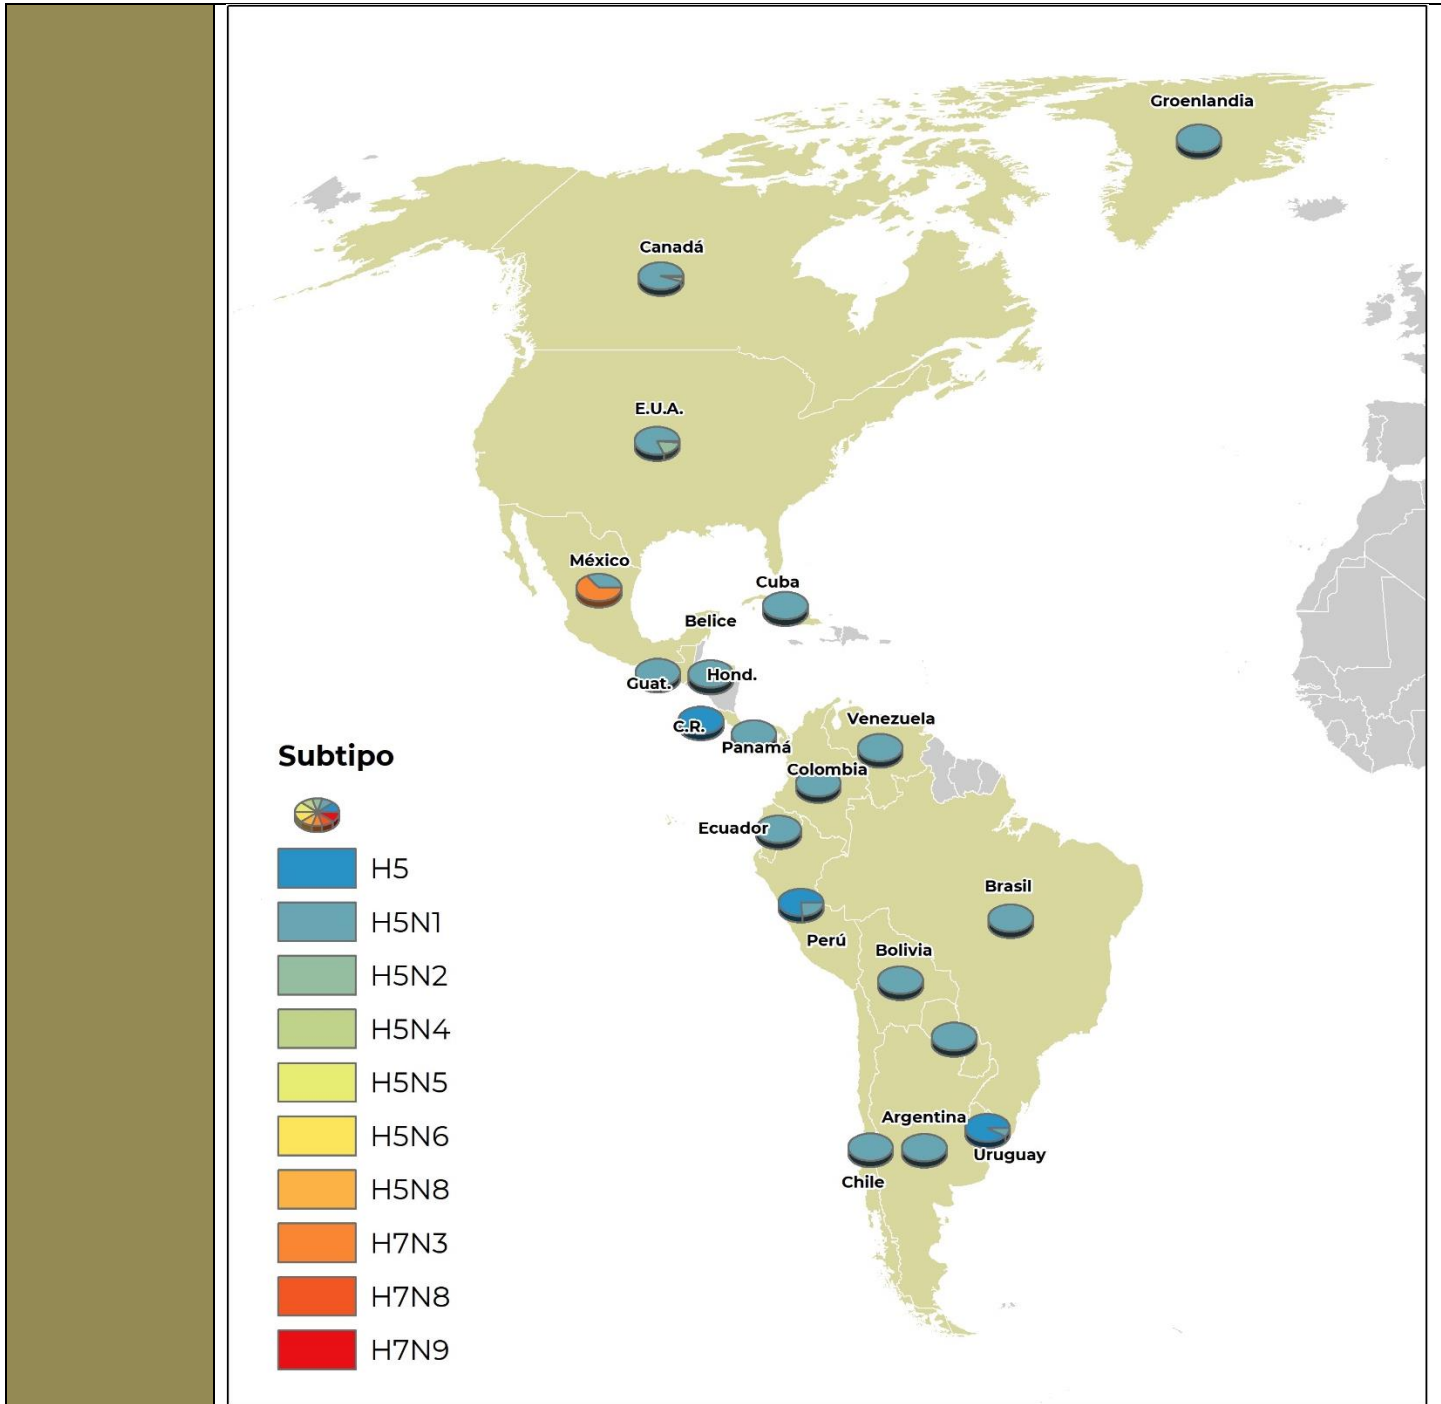 Groenlandia
Canadá
E.U.A.
México
Cuba
Belice
Guat.
Hond.
C.R.
Panamá
Venezuela
Colombia
Ecuador
Perú
Brasil
Bolivia
Argentina
Uruguay
Chile
Subtipo
H5
H5N1
H5N2
H5N4
H5N5
H5N6
H5N8
H7N3
H7N8
H7N9